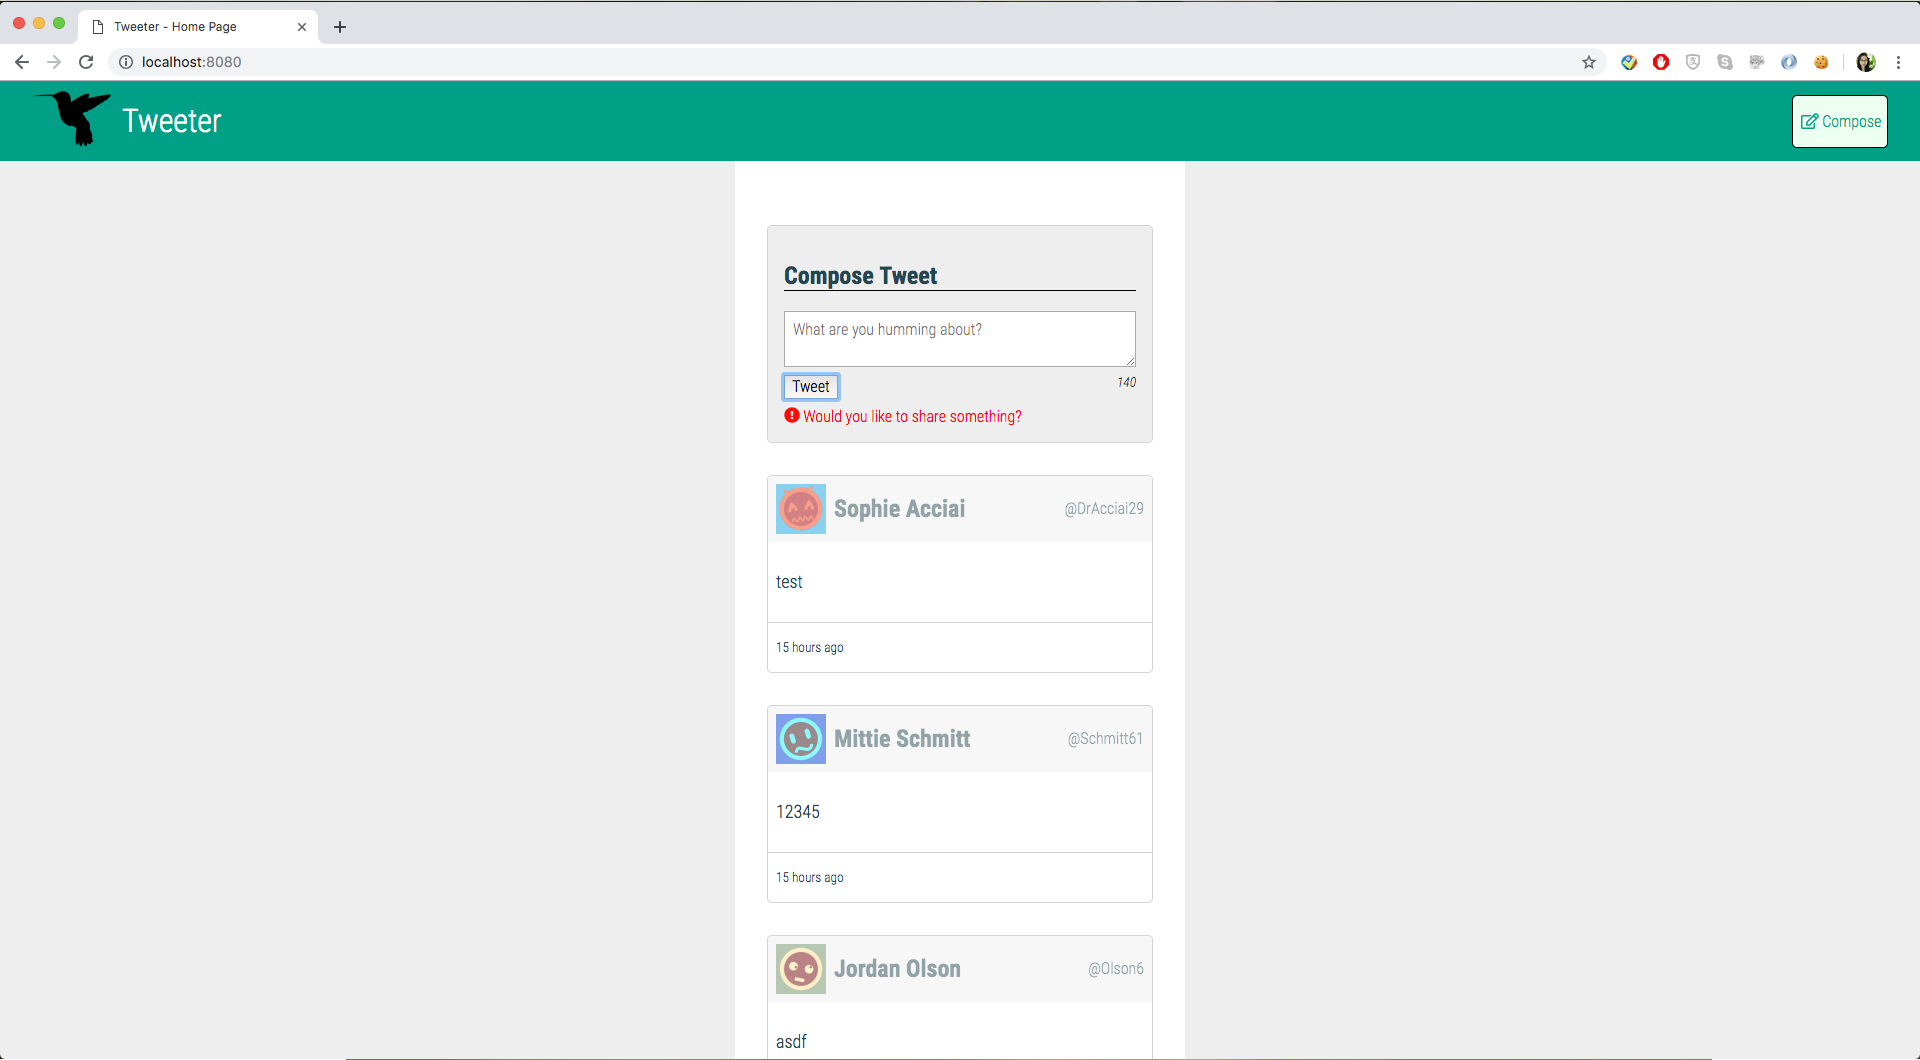 Tweeter - Home Page
localhost:8080
Tweeter
Compose
Compose Tweet
What are you humming about?
Tweet
140
Would you like to share something?
Sophie Acciai
@DrAcciai29
test
15 hours ago
Mittie Schmitt
@Schmitt61
12345
15 hours ago
Jordan Olson
@Olson6
asdf